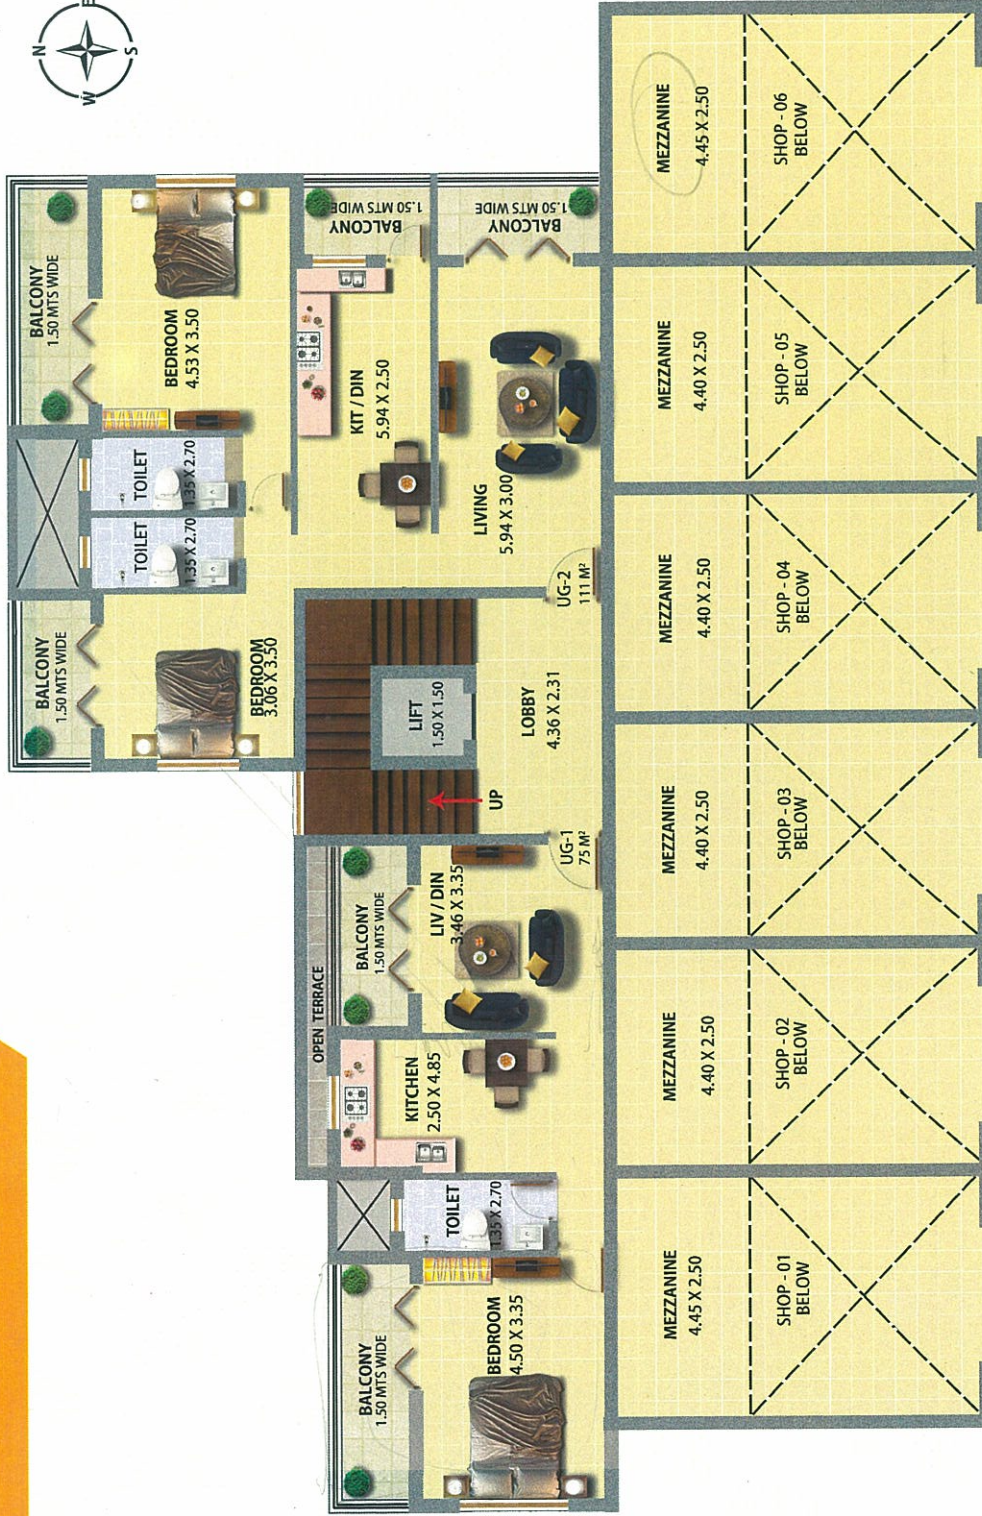 N
E
S
W
BALCONY
1.50 MTS WIDE
BEDROOM
4.50 X 3.35
TOILET
1.35 X 2.70
OPEN TERRACE
KITCHEN
2.50 X 4.85
BALCONY
1.50 MTS WIDE
LIV / DIN
3.46 X 3.35
UG-1
75 M²
UP
LIFT
1.50 X 1.50
LOBBY
4.36 X 2.31
UG-2
111 M²
BALCONY
1.50 MTS WIDE
BEDROOM
3.06 X 3.50
TOILET
1.35 X 2.70
TOILET
1.35 X 2.70
BALCONY
1.50 MTS WIDE
BEDROOM
4.53 X 3.50
KIT / DIN
5.94 X 2.50
BALCONY
1.50 MTS WIDE
LIVING
5.94 X 3.00
BALCONY
1.50 MTS WIDE
MEZZANINE
4.45 X 2.50
SHOP - 01
BELOW
MEZZANINE
4.40 X 2.50
SHOP - 02
BELOW
MEZZANINE
4.40 X 2.50
SHOP - 03
BELOW
MEZZANINE
4.40 X 2.50
SHOP - 04
BELOW
MEZZANINE
4.40 X 2.50
SHOP - 05
BELOW
MEZZANINE
4.45 X 2.50
SHOP - 06
BELOW